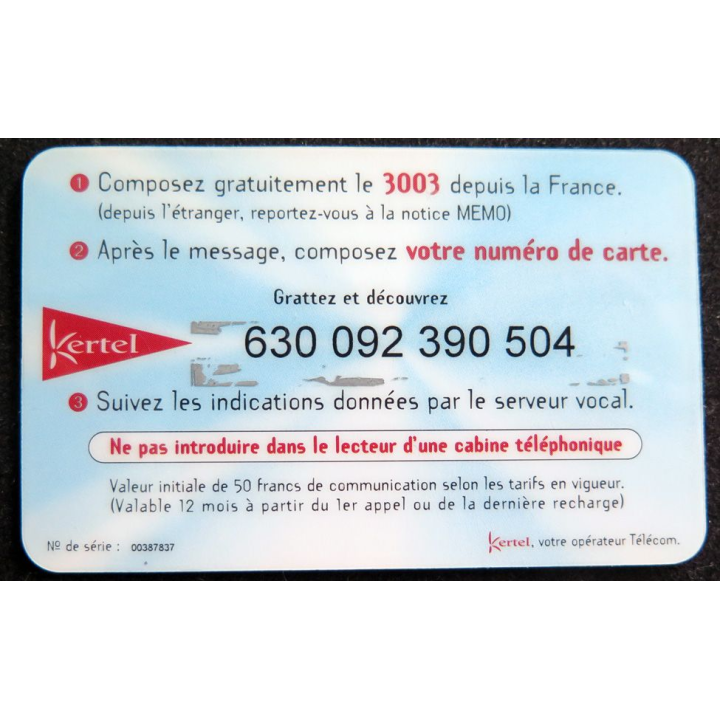 1 Composez gratuitement le 3003 depuis la France.
(depuis l'étranger, reportez-vous à la notice MEMO)
2 Après le message, composez votre numéro de carte.
Grattez et découvrez
Kertel
630 092 390 504
3 Suivez les indications données par le serveur vocal.
Ne pas introduire dans le lecteur d'une cabine téléphonique
Valeur initiale de 50 francs de communication selon les tarifs en vigueur.
(Valable 12 mois à partir du 1er appel ou de la dernière recharge)
Nº de série : 00387837
Kertel, votre opérateur Télécom.